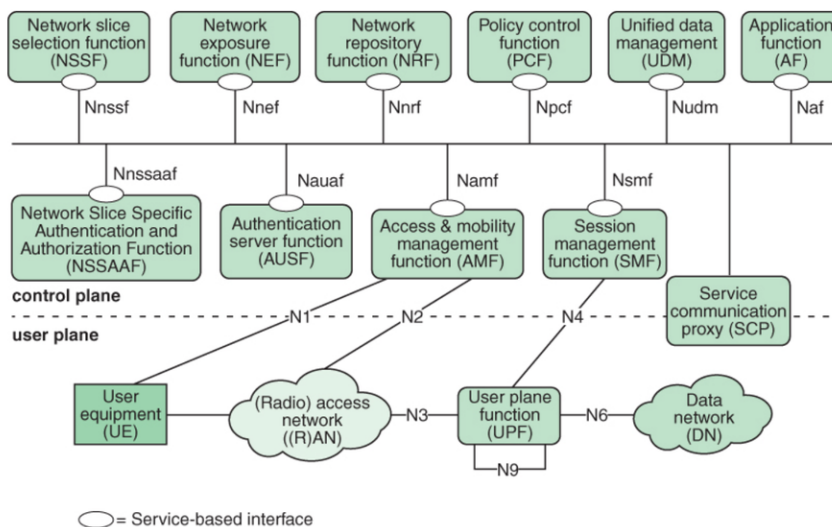 Network slice
selection function
(NSSF)
Network
exposure
function (NEF)
Network
repository
function (NRF)
Policy control
function
(PCF)
Unified data
management
(UDM)
Application
function
(AF)
Nnssf
Nnef
Nnrf
Npcf
Nudm
Naf
Nnssaaf
Nauaf
Namf
Nsmf
Network Slice Specific
Authentication and
Authorization Function
(NSSAAF)
Authentication
server function
(AUSF)
Access & mobility
management
function (AMF)
Session
management
function (SMF)
Service
communication
proxy (SCP)
control plane
user plane
N1
N2
N4
User
equipment
(UE)
(Radio) access
network
((R)AN)
N3
User plane
function
(UPF)
N6
Data
network
(DN)
N9
= Service-based interface